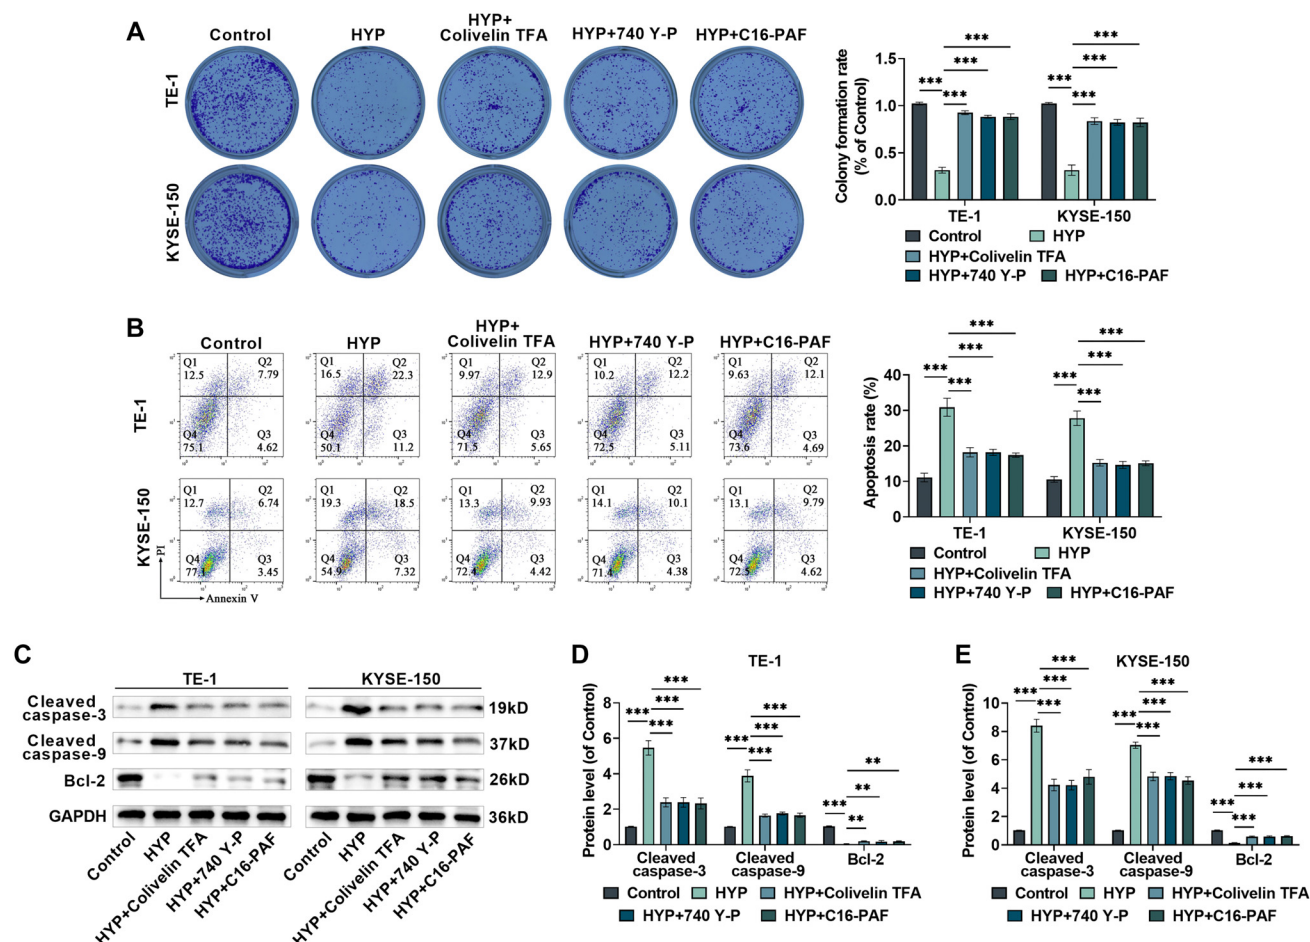 A
Control
HYP
HYP+
Colivelin TFA
HYP+740 Y-P
HYP+C16-PAF
TE-1
KYSE-150
Colony formation rate
(% of Control)
1.5
1.0
0.5
0.0
*** *** *** ***
*** *** *** ***
TE-1 KYSE-150
Control HYP
HYP+Colivelin TFA
HYP+740 Y-P HYP+C16-PAF
B
Control
HYP
HYP+
Colivelin TFA
HYP+740 Y-P
HYP+C16-PAF
TE-1
Q1 Q2 Q1 Q2 Q1 Q2 Q1 Q2 Q1 Q2
12.5 7.79 16.5 22.3 9.97 12.9 10.2 12.2 9.63 12.1
Q4 Q3 Q4 Q3 Q4 Q3 Q4 Q3 Q4 Q3
75.1 4.62 50.1 11.2 71.5 5.65 72.5 5.11 73.6 4.69
KYSE-150
Q1 Q2 Q1 Q2 Q1 Q2 Q1 Q2 Q1 Q2
12.7 6.74 19.3 18.5 13.3 9.93 14.1 10.1 13.1 9.79
Q4 Q3 Q4 Q3 Q4 Q3 Q4 Q3 Q4 Q3
77.1 3.45 54.9 7.32 72.4 4.42 71.4 4.38 72.5 4.62
PI
Annexin V
Apoptosis rate (%)
40
30
20
10
0
*** *** *** ***
*** *** *** ***
TE-1 KYSE-150
Control HYP
HYP+Colivelin TFA
HYP+740 Y-P HYP+C16-PAF
C
TE-1 KYSE-150
Cleaved
caspase-3
19kD
Cleaved
caspase-9
37kD
Bcl-2
26kD
GAPDH
36kD
Control
HYP
HYP+Colivelin TFA
HYP+740 Y-P
HYP+C16-PAF
Control
HYP
HYP+Colivelin TFA
HYP+740 Y-P
HYP+C16-PAF
D
TE-1
Protein level (of Control)
8
6
4
2
0
*** *** *** ***
*** *** *** ***
*** ** ** **
Cleaved
caspase-3
Cleaved
caspase-9
Bcl-2
Control HYP HYP+Colivelin TFA
HYP+740 Y-P HYP+C16-PAF
E
KYSE-150
Protein level (of Control)
10
8
6
4
2
0
*** *** *** ***
*** *** *** ***
*** *** *** ***
Cleaved
caspase-3
Cleaved
caspase-9
Bcl-2
Control HYP HYP+Colivelin TFA
HYP+740 Y-P HYP+C16-PAF